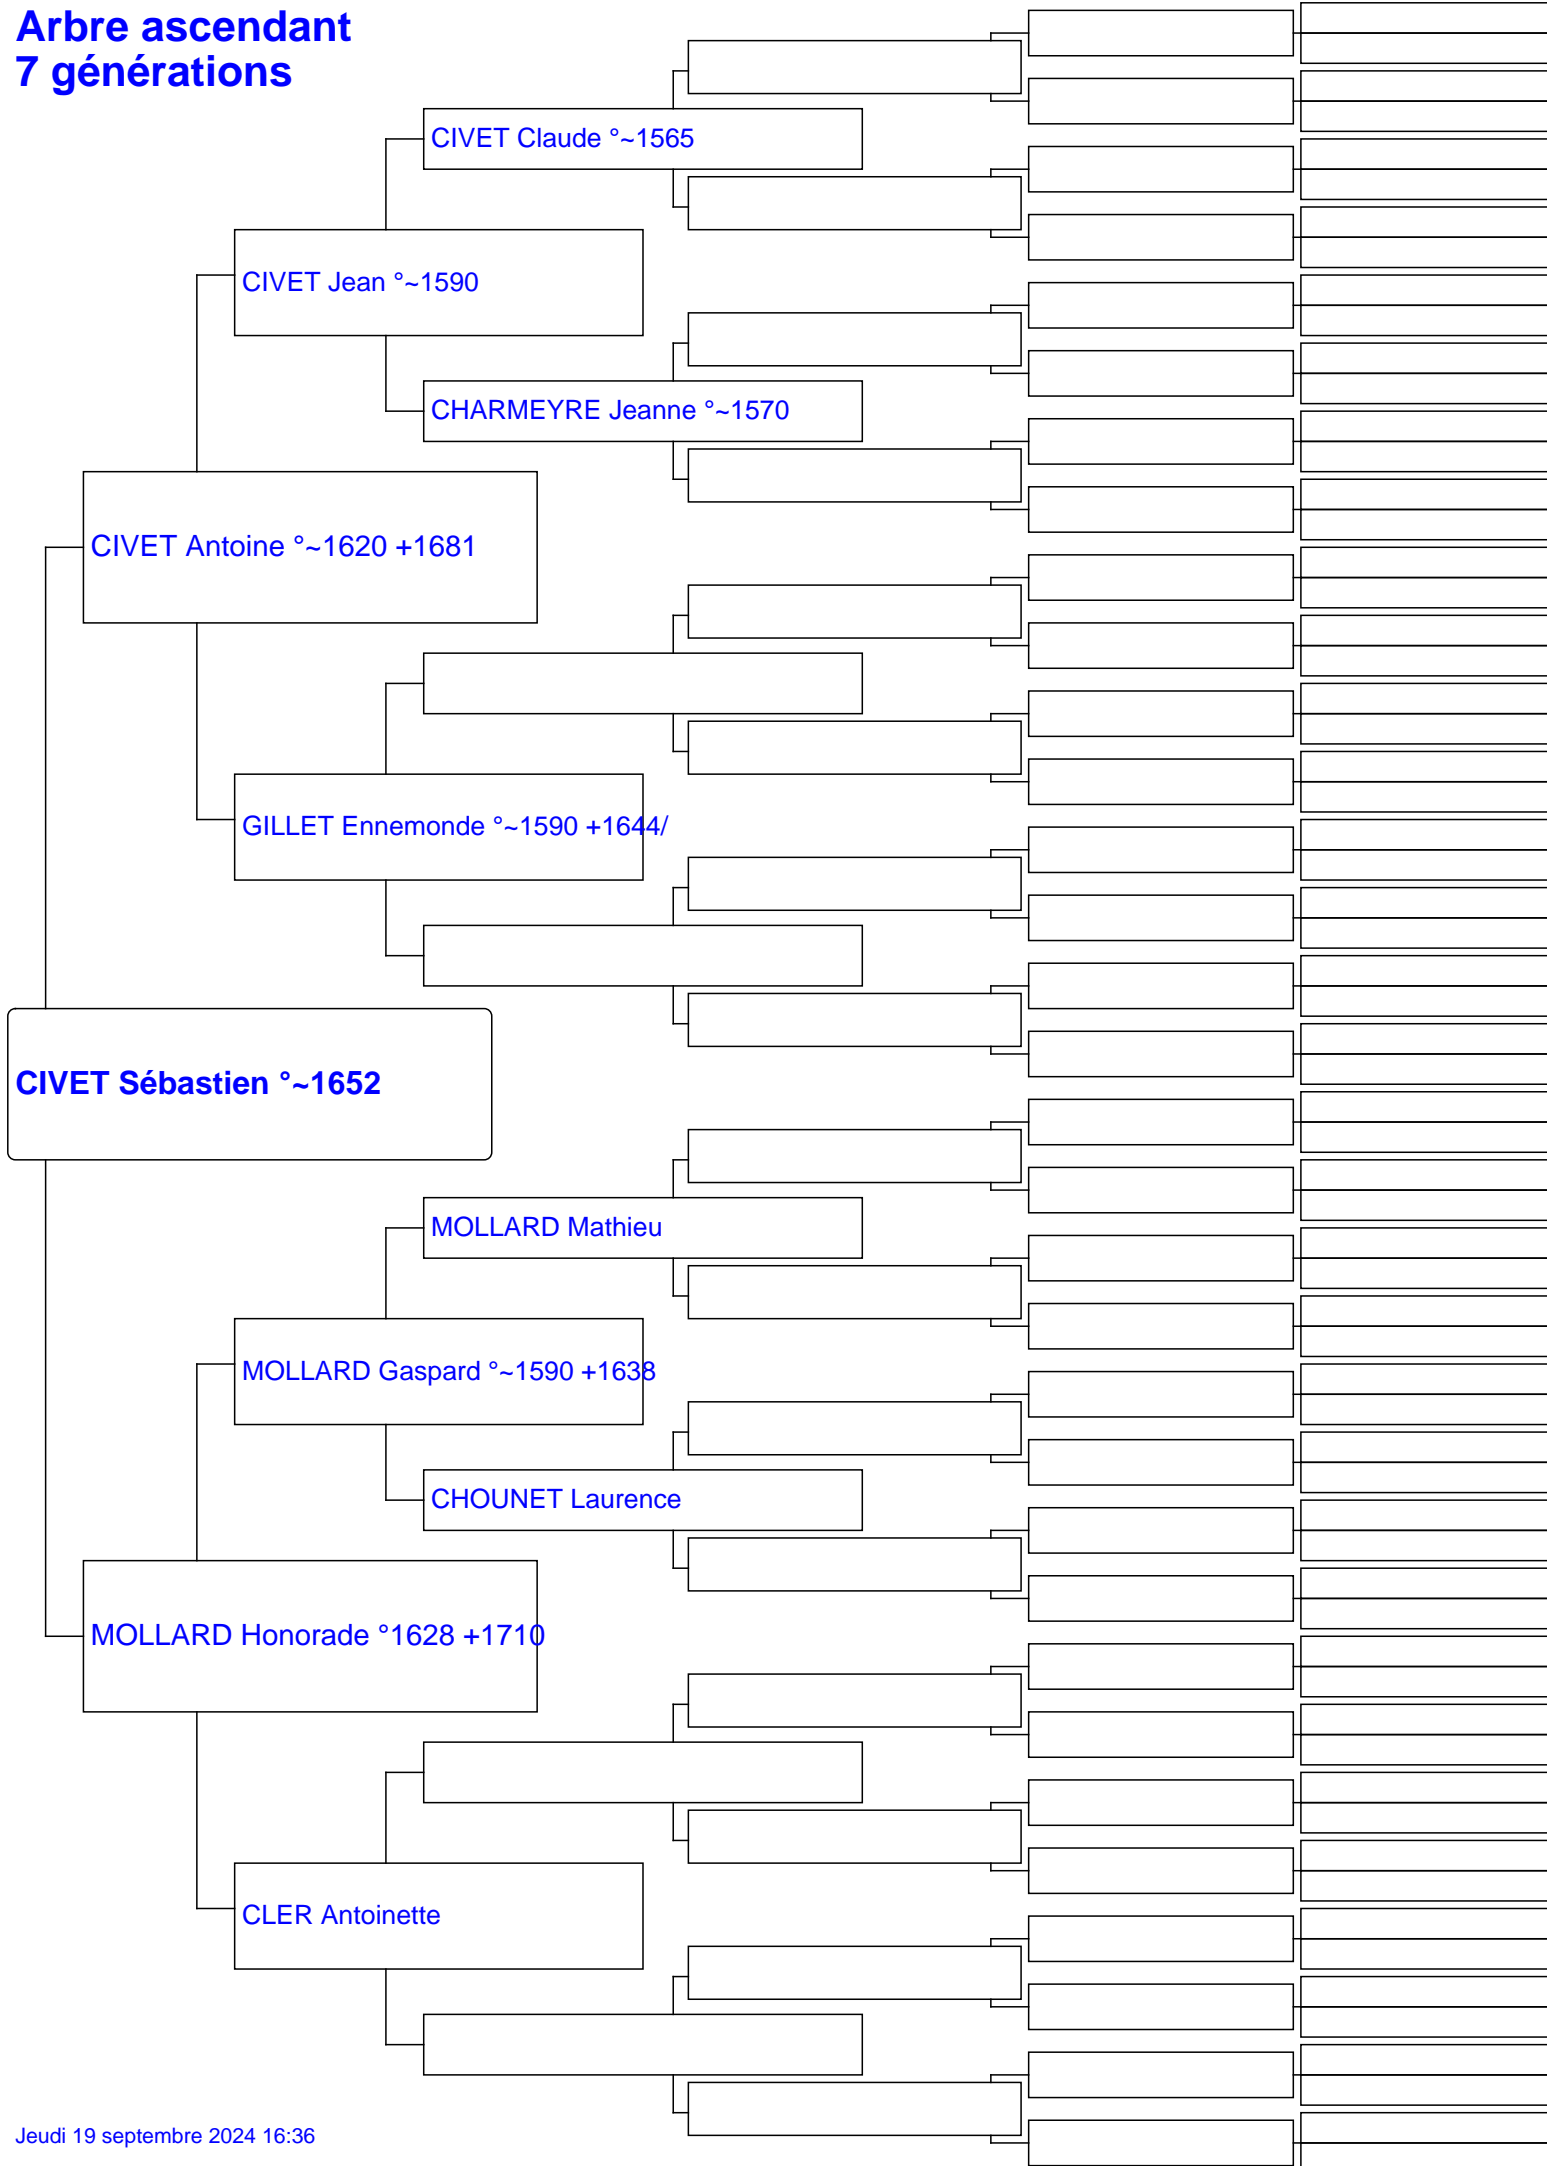 Arbre ascendant
7 générations
CIVET Claude °~1565
CIVET Jean °~1590
CHARMEYRE Jeanne °~1570
CIVET Antoine °~1620 +1681
GILLET Ennemonde °~1590 +1644/
CIVET Sébastien °~1652
MOLLARD Mathieu
MOLLARD Gaspard °~1590 +1638
CHOUNET Laurence
MOLLARD Honorade °1628 +1710
CLER Antoinette
Jeudi 19 septembre 2024 16:36